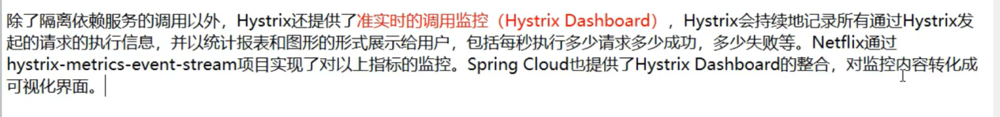 除了隔离依赖服务的调用以外，Hystrix还提供了准实时的调用监控（Hystrix Dashboard），Hystrix会持续地记录所有通过Hystrix发
起的请求的执行信息，并以统计报表和图形的形式展示给用户，包括每秒执行多少请求多少成功，多少失败等。Netflix通过
hystrix-metrics-event-stream项目实现了对以上指标的监控。Spring Cloud也提供了Hystrix Dashboard的整合，对监控内容转化成
可视化界面。